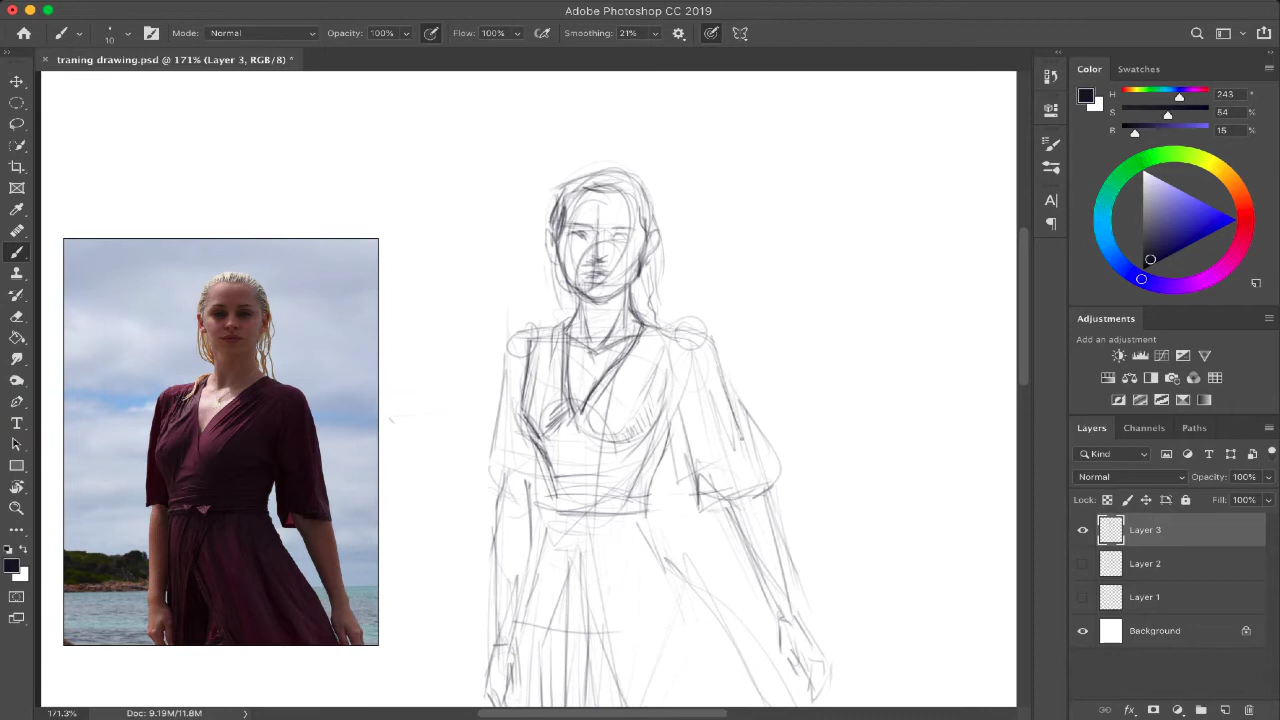 Adobe Photoshop CC 2019
10
Mode: Normal
Opacity: 100%
Flow: 100%
Smoothing: 21%
traning drawing.psd @ 171% (Layer 3, RGB/8) *
Color
Swatches
H 243 °
S 54 %
B 15 %
Adjustments
Add an adjustment
Layers
Channels
Paths
Kind
Normal
Opacity: 100%
Lock:
Fill: 100%
Layer 3
Layer 2
Layer 1
Background
171.3%
Doc: 9.19M/11.8M